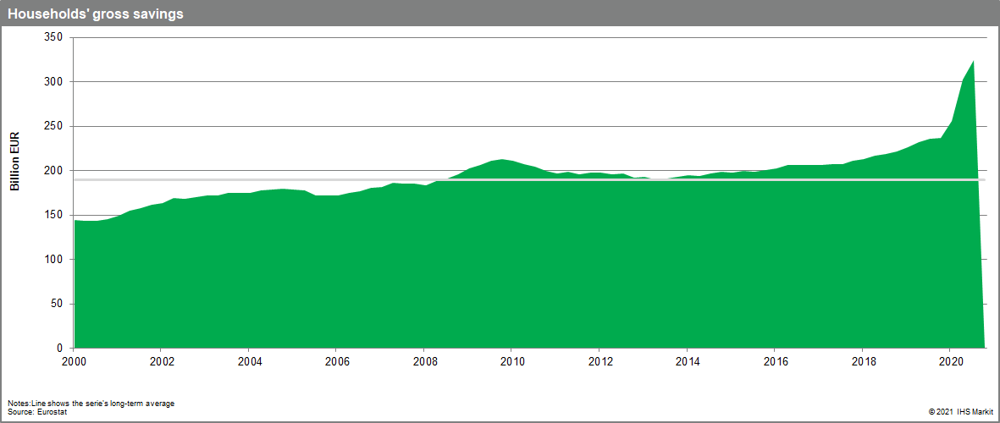 Households' gross savings
Billion EUR
350
300
250
200
150
100
50
0
2000 2002 2004 2006 2008 2010 2012 2014 2016 2018 2020
Notes:Line shows the serie's long-term average
Source: Eurostat
© 2021 IHS Markit